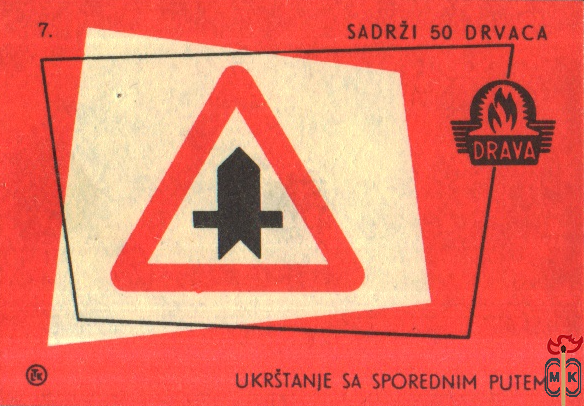 7.
SADRŽI 50 DRVACA
DRAVA
UKRŠTANJE SA SPOREDNIM PUTEM
MK